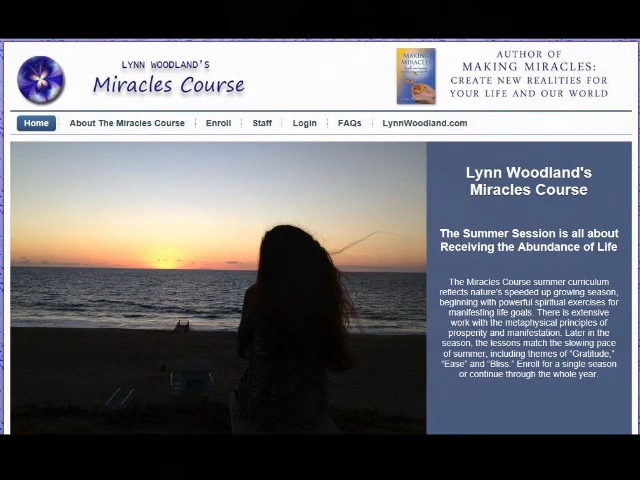 LYNN WOODLAND'S
Miracles Course
MAKING
MIRACLES
AUTHOR OF
MAKING MIRACLES:
CREATE NEW REALITIES FOR
YOUR LIFE AND OUR WORLD
Home About The Miracles Course Enroll Staff Login FAQs LynnWoodland.com
Lynn Woodland's
Miracles Course
The Summer Session is all about
Receiving the Abundance of Life
The Miracles Course summer curriculum
reflects nature's speeded up growing season,
beginning with powerful spiritual exercises for
manifesting life goals. There is extensive
work with the metaphysical principles of
prosperity and manifestation. Later in the
season, the lessons match the slowing pace
of summer, including themes of "Gratitude,"
"Ease" and "Bliss." Enroll for a single season
or continue through the whole year.